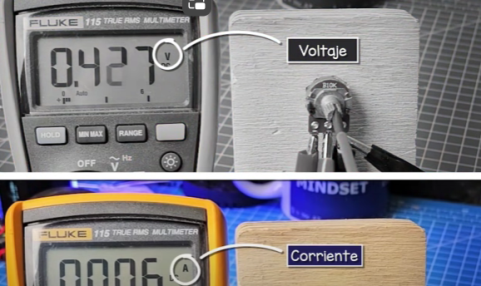 FLUKE 115 TRUE RMS MULTIMETER
0.427 V
Auto
Voltaje
B10K
HOLD MIN MAX RANGE
OFF V Hz
MINDSET
FLUKE 115 TRUE RMS MULTIMETER
0.006 A
Corriente